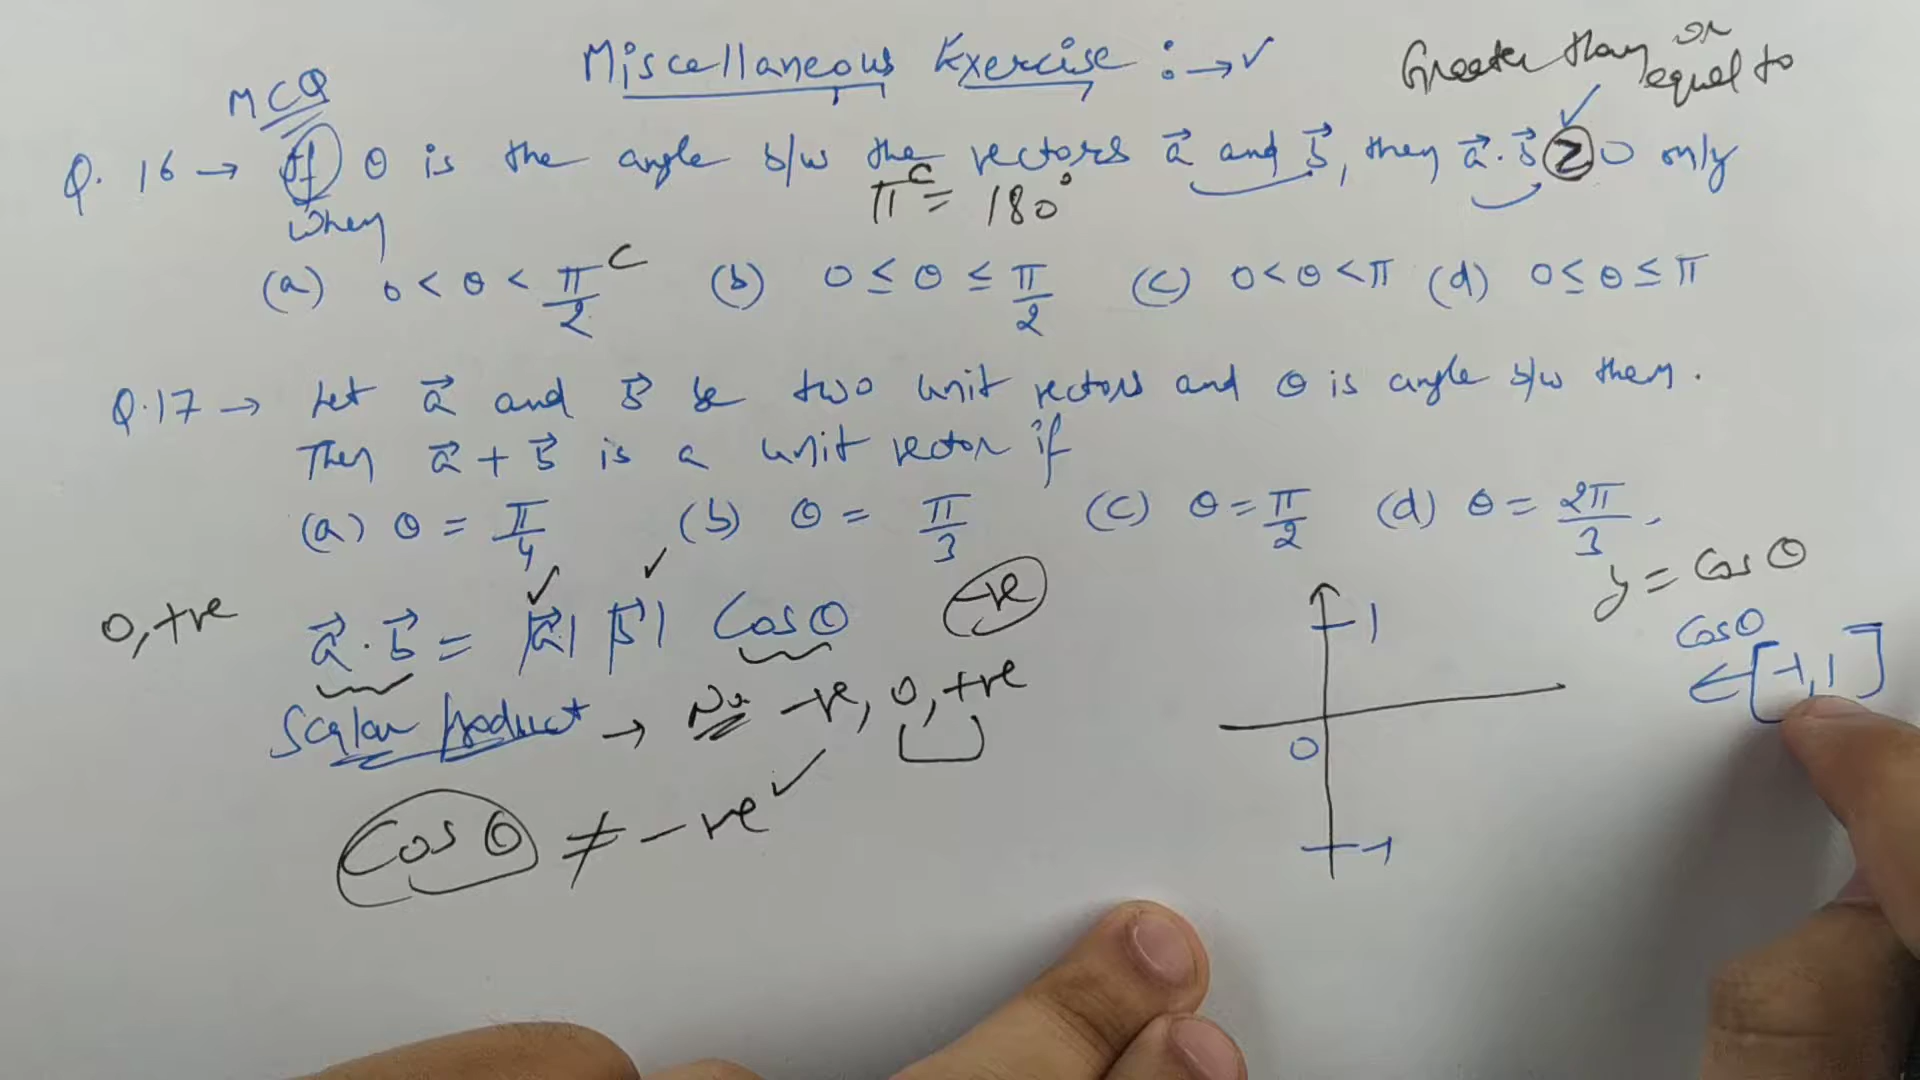 Miscellaneous Exercise : → ✓
Greater than or equal to
MCQ
Q. 16 → If θ is the angle b/w the vectors a⃗ and b⃗, then a⃗ . b⃗ ≥ 0 only
when
πᶜ = 180°
(a) 0 < θ < π/2 ᶜ (b) 0 ≤ θ ≤ π/2 (c) 0 < θ < π (d) 0 ≤ θ ≤ π
Q. 17 → Let a⃗ and b⃗ be two unit vectors and θ is angle b/w them.
Then a⃗ + b⃗ is a unit vector if
(a) θ = π/4 (b) θ = π/3 (c) θ = π/2 (d) θ = 2π/3 .
0, +ve
a⃗ . b⃗ = |a⃗| |b⃗| Cos θ
-ve
Scalar product → No -ve, 0, +ve
Cos θ ≠ -ve ✓
y = Cos θ
1
0
-1
Cosθ
← [-1, 1]